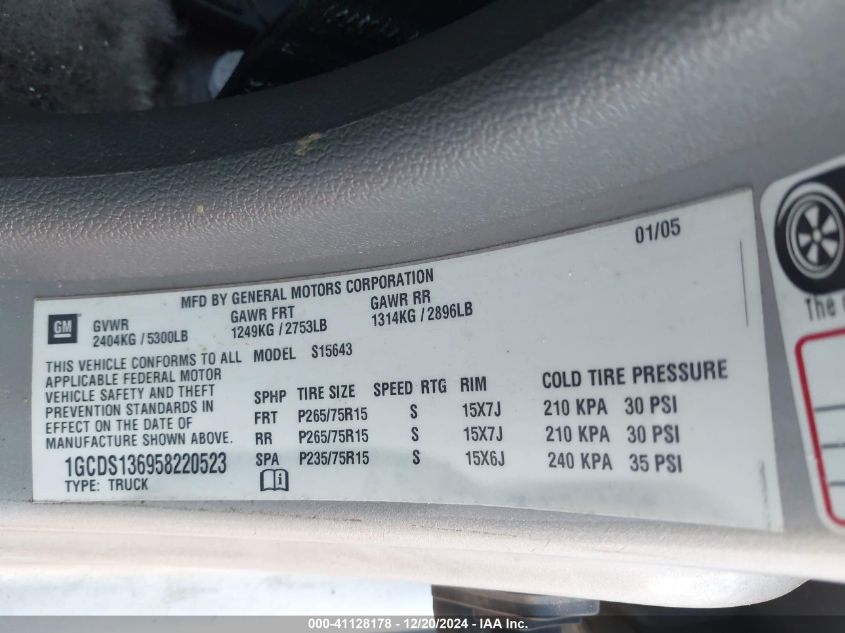 01/05
MFD BY GENERAL MOTORS CORPORATION
GM
GVWR GAWR FRT GAWR RR
2404KG / 5300LB 1249KG / 2753LB 1314KG / 2896LB
THIS VEHICLE CONFORMS TO ALL
APPLICABLE FEDERAL MOTOR
VEHICLE SAFETY AND THEFT
PREVENTION STANDARDS IN
EFFECT ON THE DATE OF
MANUFACTURE SHOWN ABOVE.
1GCDS136958220523
TYPE: TRUCK
MODEL S15643
SPHP TIRE SIZE SPEED RTG RIM COLD TIRE PRESSURE
FRT P265/75R15 S 15X7J 210 KPA 30 PSI
RR P265/75R15 S 15X7J 210 KPA 30 PSI
SPA P235/75R15 S 15X6J 240 KPA 35 PSI
The
000-41128178 - 12/20/2024 - IAA Inc.